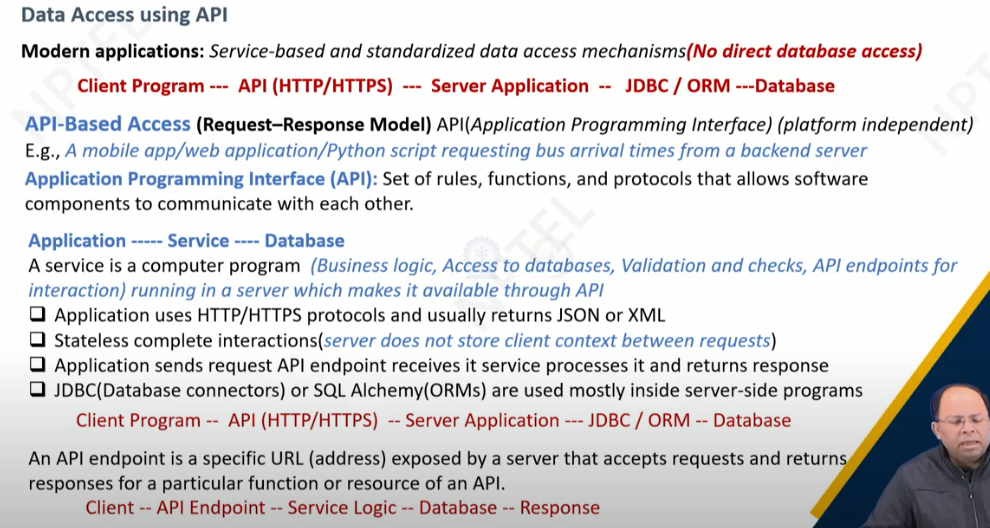 Data Access using API
Modern applications: Service-based and standardized data access mechanisms(No direct database access)
Client Program --- API (HTTP/HTTPS) --- Server Application -- JDBC / ORM ---Database
API-Based Access (Request–Response Model) API(Application Programming Interface) (platform independent)
E.g., A mobile app/web application/Python script requesting bus arrival times from a backend server
Application Programming Interface (API): Set of rules, functions, and protocols that allows software
components to communicate with each other.
Application ----- Service ---- Database
A service is a computer program (Business logic, Access to databases, Validation and checks, API endpoints for
interaction) running in a server which makes it available through API
Application uses HTTP/HTTPS protocols and usually returns JSON or XML
Stateless complete interactions(server does not store client context between requests)
Application sends request API endpoint receives it service processes it and returns response
JDBC(Database connectors) or SQL Alchemy(ORMs) are used mostly inside server-side programs
Client Program -- API (HTTP/HTTPS) -- Server Application --- JDBC / ORM -- Database
An API endpoint is a specific URL (address) exposed by a server that accepts requests and returns
responses for a particular function or resource of an API.
Client -- API Endpoint -- Service Logic -- Database -- Response
NPTEL
NPTEL
NPT